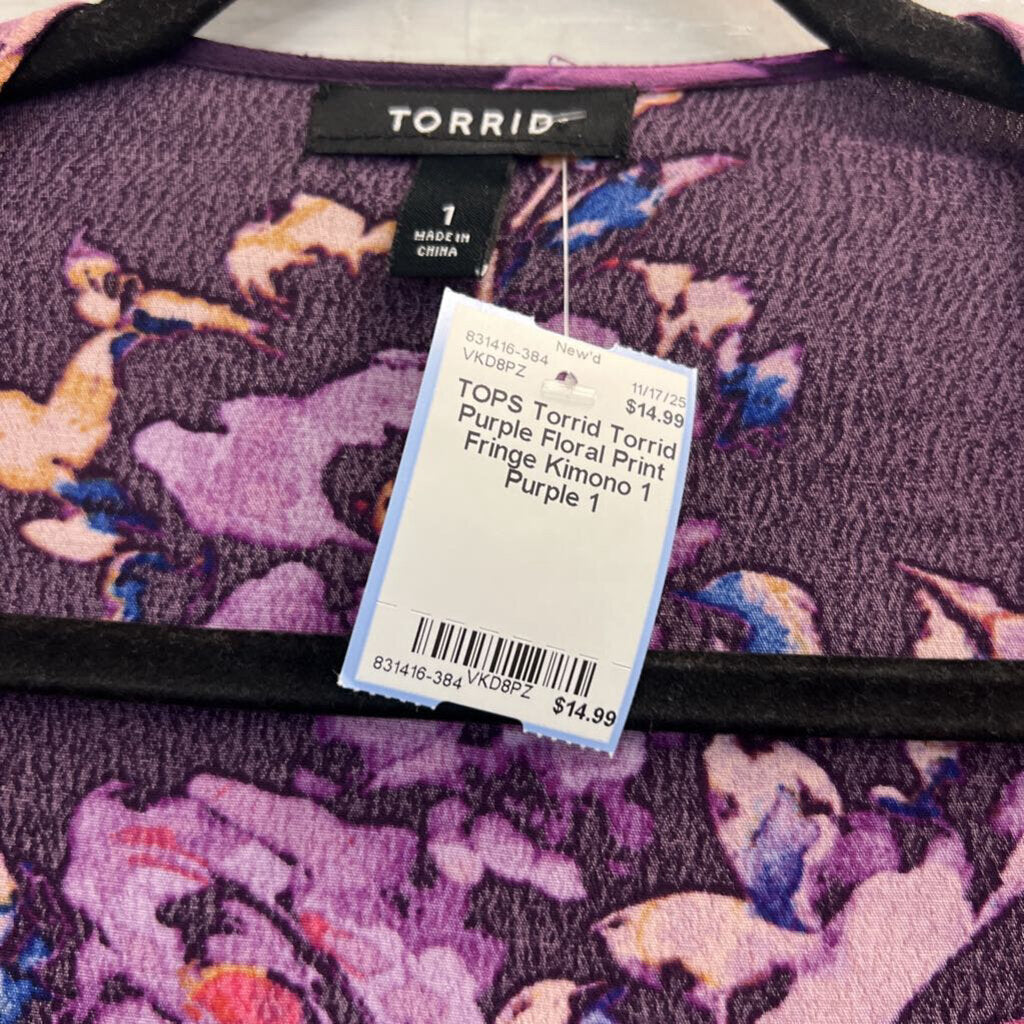 TORRID
1
MADE IN
CHINA
831416-384
New'd
11/17/25
VKD8PZ
$14.99
TOPS Torrid Torrid
Purple Floral Print
Fringe Kimono 1
Purple 1
831416-384 VKD8PZ
$14.99